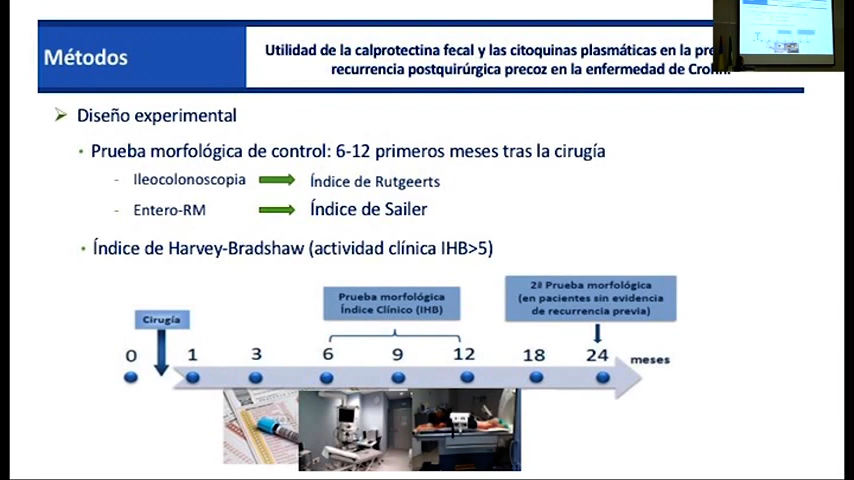 Métodos
Utilidad de la calprotectina fecal y las citoquinas plasmáticas en la
recurrencia postquirúrgica precoz en la enfermedad de
Diseño experimental
Prueba morfológica de control: 6-12 primeros meses tras la cirugía
- Ileocolonoscopia Índice de Rutgeerts
- Entero-RM Índice de Sailer
Índice de Harvey-Bradshaw (actividad clínica IHB>5)
Cirugía
Prueba morfológica
Índice Clínico (IHB)
2ª Prueba morfológica
(en pacientes sin evidencia
de recurrencia previa)
0 1 3 6 9 12 18 24 meses